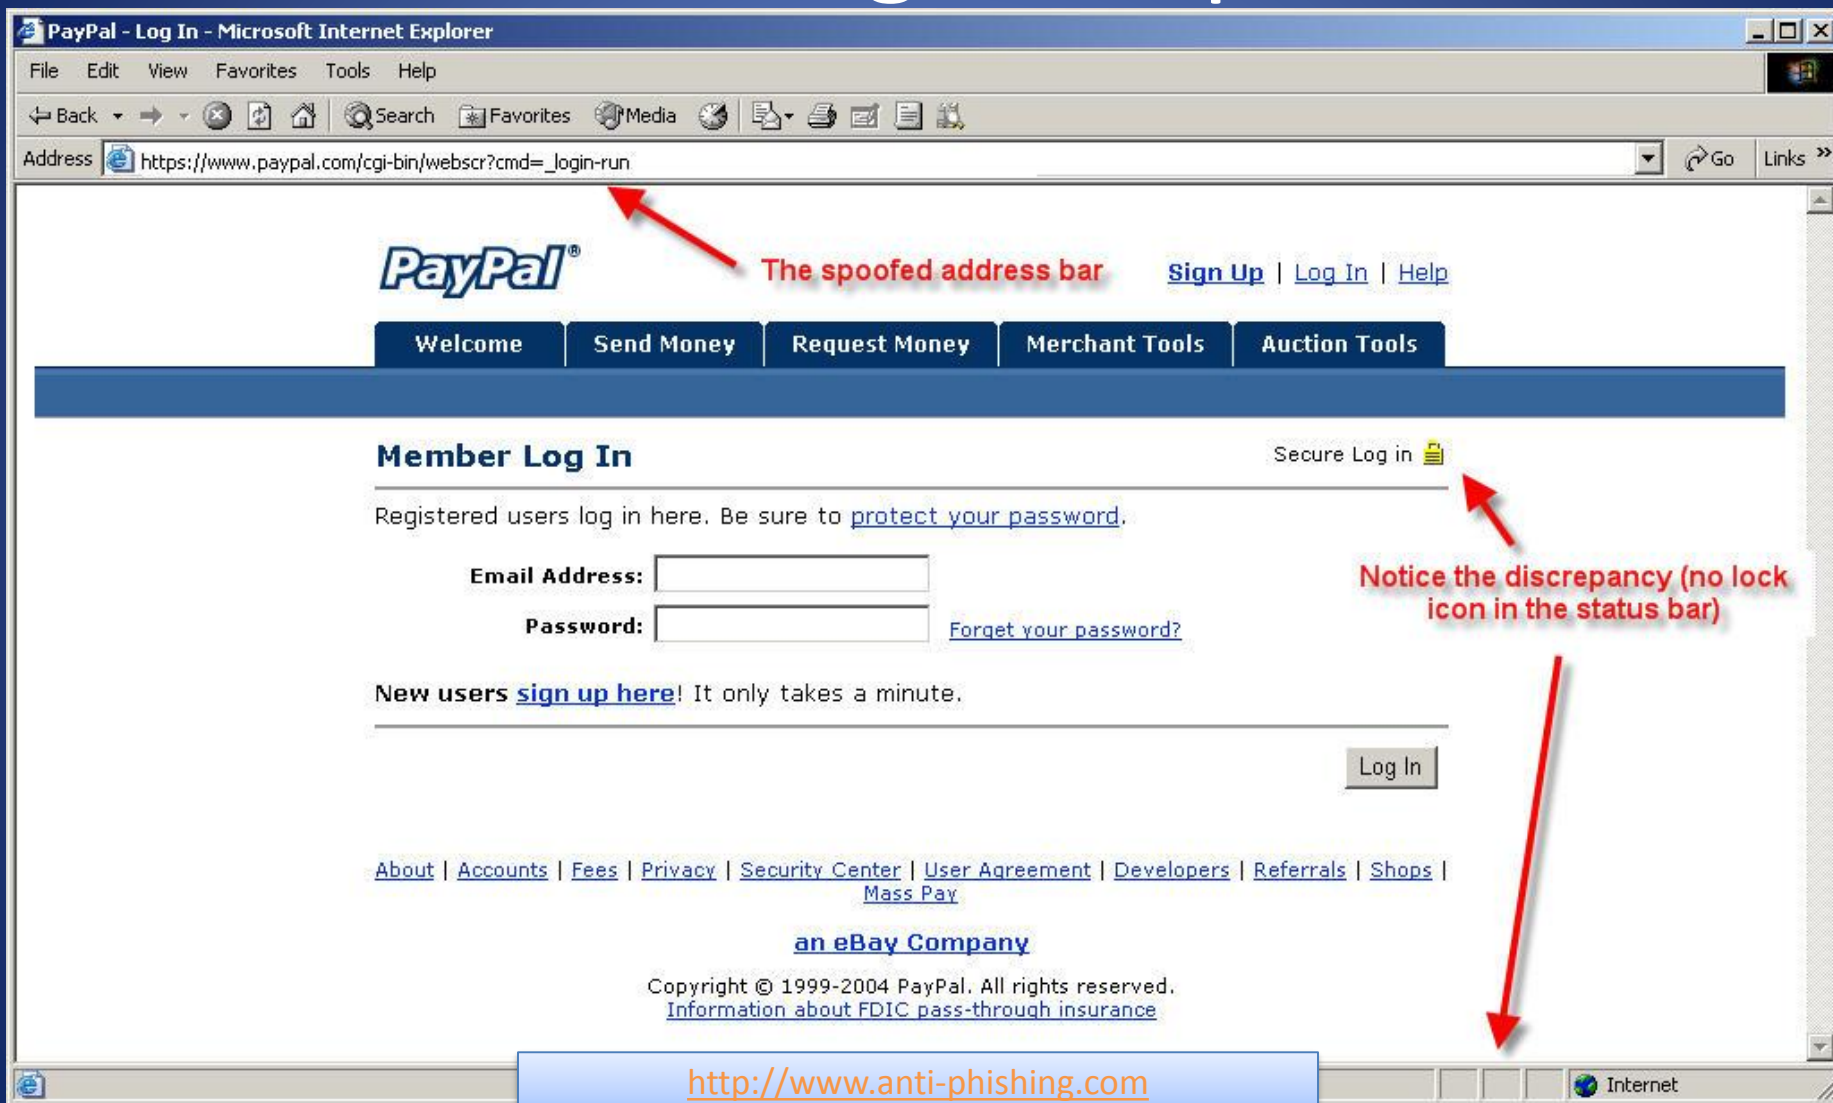 PayPal - Log In - Microsoft Internet Explorer
File Edit View Favorites Tools Help
Back Search Favorites Media
Address https://www.paypal.com/cgi-bin/webscr?cmd=_login-run Go Links »
PayPal®
The spoofed address bar
Sign Up | Log In | Help
Welcome Send Money Request Money Merchant Tools Auction Tools
Member Log In
Secure Log in
Registered users log in here. Be sure to protect your password.
Email Address:
Notice the discrepancy (no lock
icon in the status bar)
Password:
Forget your password?
New users sign up here! It only takes a minute.
Log In
About | Accounts | Fees | Privacy | Security Center | User Agreement | Developers | Referrals | Shops |
Mass Pay
an eBay Company
Copyright © 1999-2004 PayPal. All rights reserved.
Information about FDIC pass-through insurance
http://www.anti-phishing.com
Internet